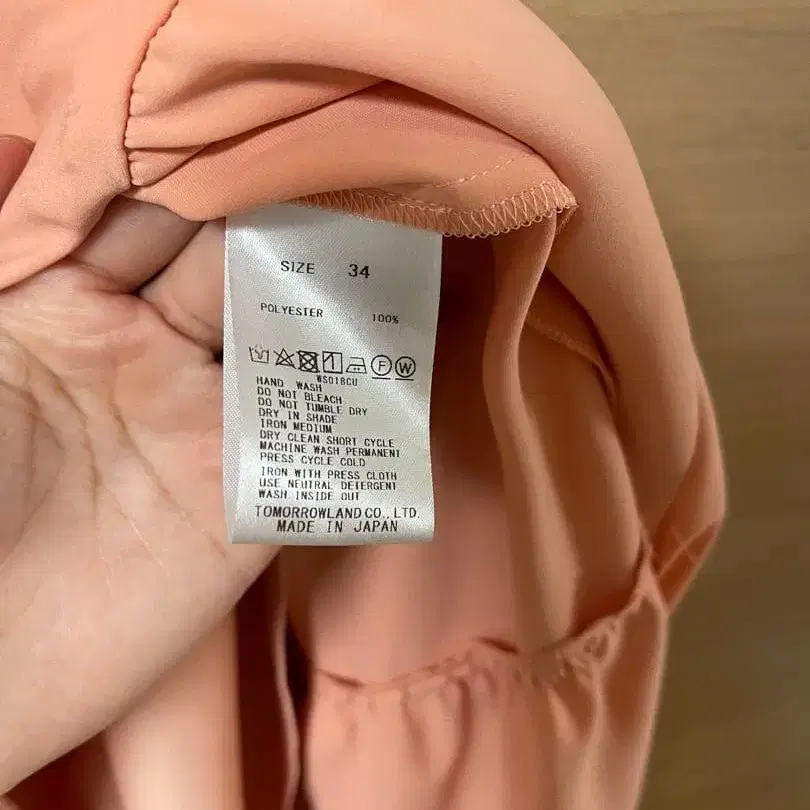 SIZE 34
POLYESTER 100%
F W
WS018CU
HAND WASH
DO NOT BLEACH
DO NOT TUMBLE DRY
DRY IN SHADE
IRON MEDIUM
DRY CLEAN SHORT CYCLE
MACHINE WASH PERMANENT
PRESS CYCLE COLD
IRON WITH PRESS CLOTH
USE NEUTRAL DETERGENT
WASH INSIDE OUT
TOMORROWLAND CO., LTD.
MADE IN JAPAN